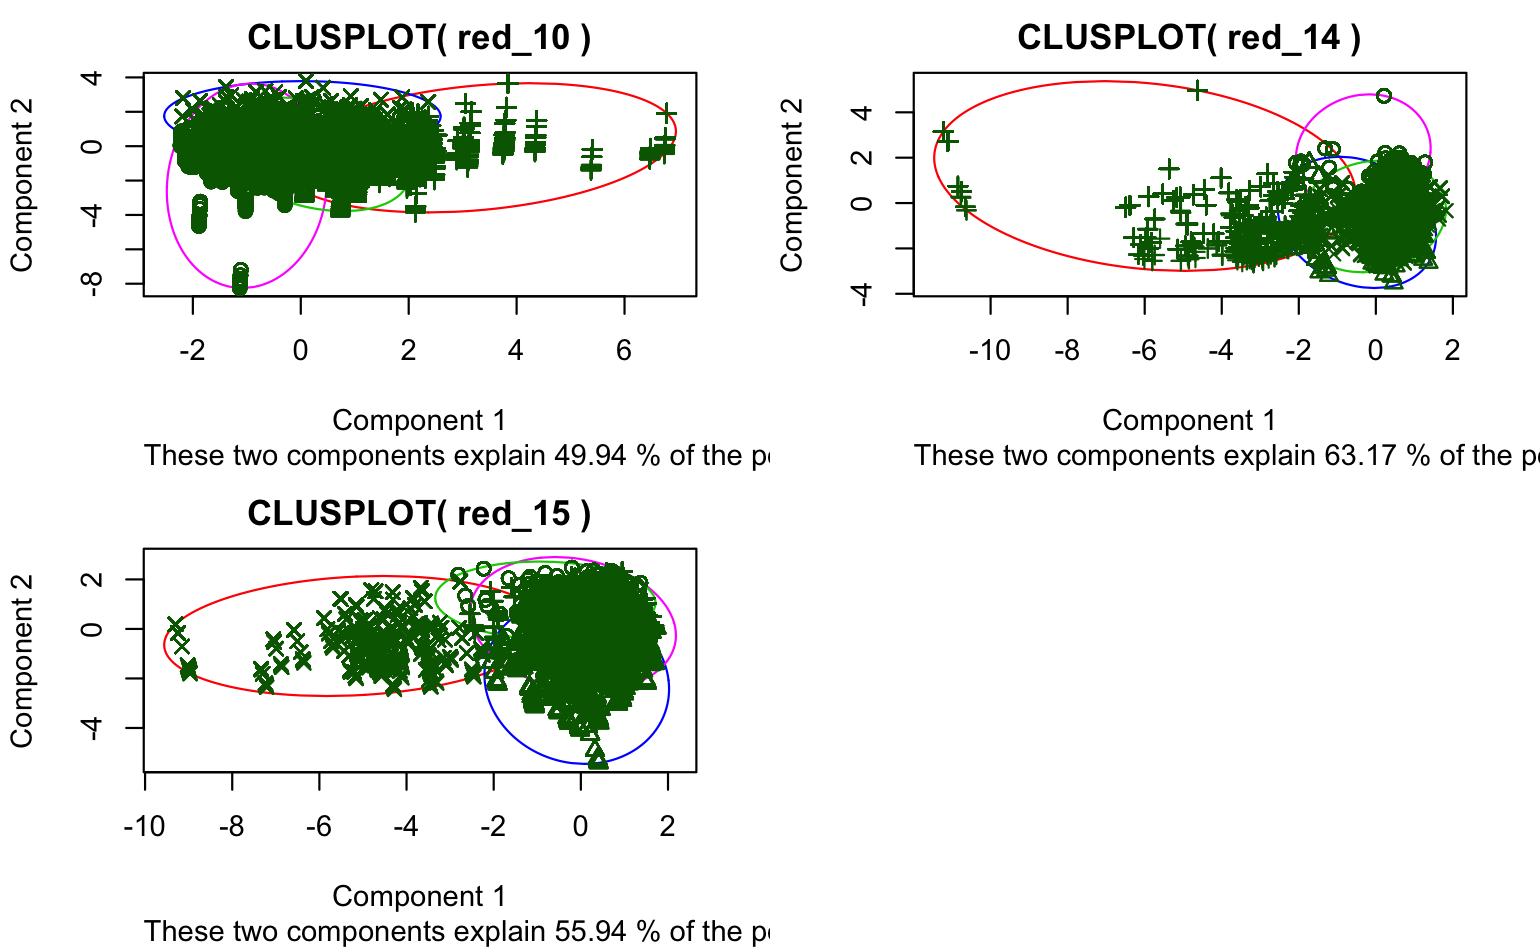 CLUSPLOT( red_10 )
Component 2
4
0
-4
-8
-2 0 2 4 6
Component 1
These two components explain 49.94 % of the
CLUSPLOT( red_14 )
Component 2
4
2
0
-4
-10 -8 -6 -4 -2 0 2
Component 1
These two components explain 63.17 % of the
CLUSPLOT( red_15 )
Component 2
2
0
-4
-10 -8 -6 -4 -2 0 2
Component 1
These two components explain 55.94 % of the